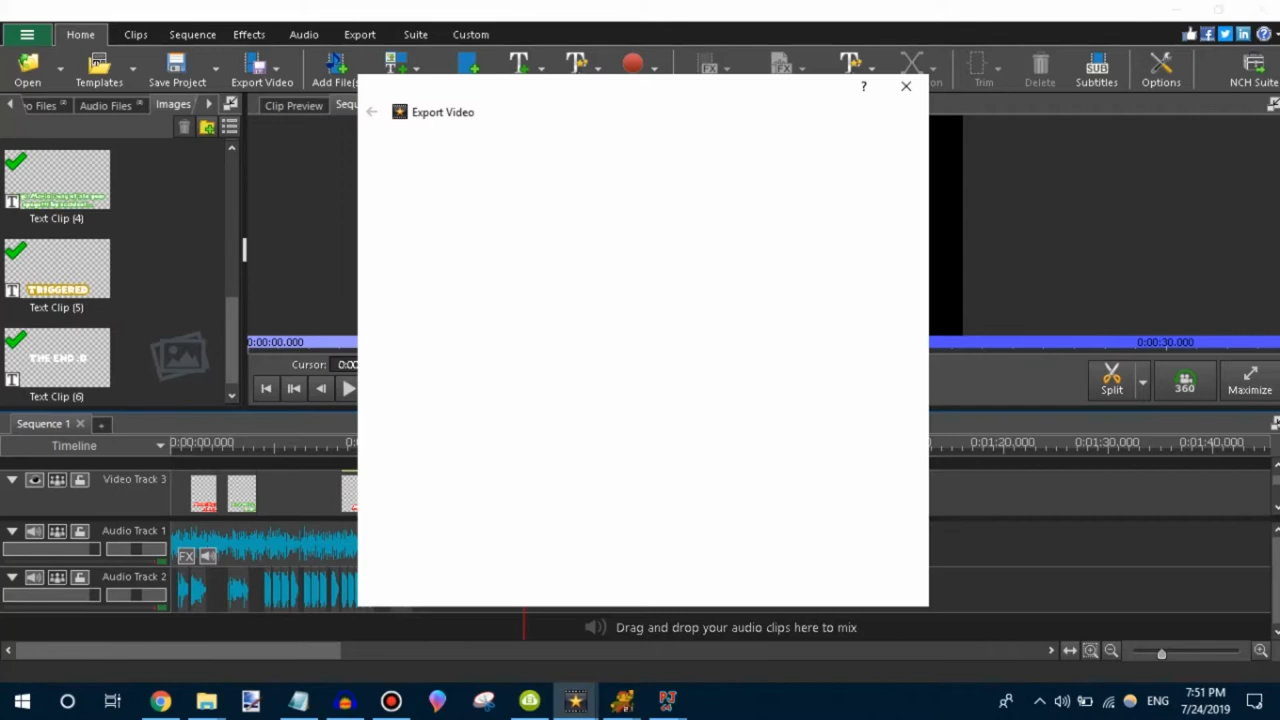 Home Clips Sequence Effects Audio Export Suite Custom
Open Templates Save Project Export Video Add File(s) Trim Delete Subtitles Options NCH Suite
Audio Files Images Clip Preview
Export Video
Text Clip (4)
TRIGGERED
Text Clip (5)
THE END :D
Text Clip (6)
0:00:00.000 0:00:30.000
Cursor: 0:00
Split 360 Maximize
Sequence 1
Timeline 0:00:00.000 0:01:20.000 0:01:30.000 0:01:40.000
Video Track 3
Audio Track 1
FX
Audio Track 2
Drag and drop your audio clips here to mix
ENG 7:51 PM
7/24/2019